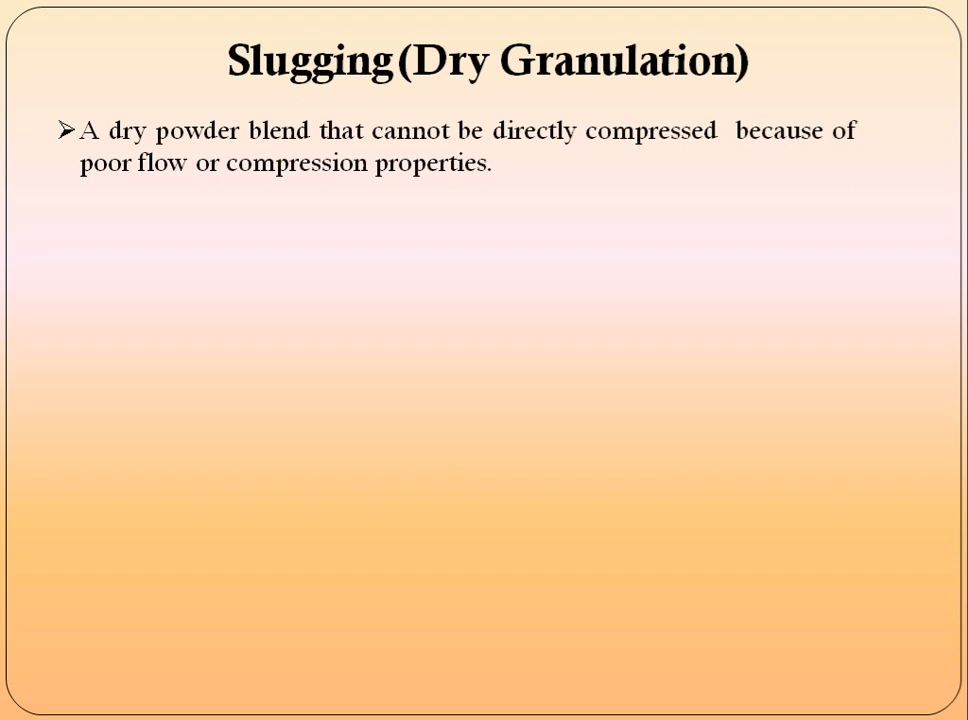 Slugging (Dry Granulation)
➢ A dry powder blend that cannot be directly compressed because of
poor flow or compression properties.